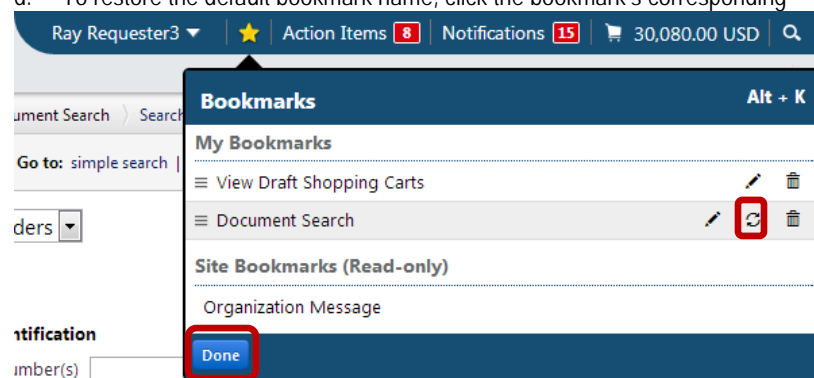 d. To restore the default bookmark name, click the bookmark's corresponding
Ray Requester3 ▼ Action Items 8 Notifications 15 30,080.00 USD
Bookmarks Alt + K
ument Search Search
My Bookmarks
Go to: simple search |
View Draft Shopping Carts
ders
Document Search
Site Bookmarks (Read-only)
Organization Message
ntification
Done
umber(s)